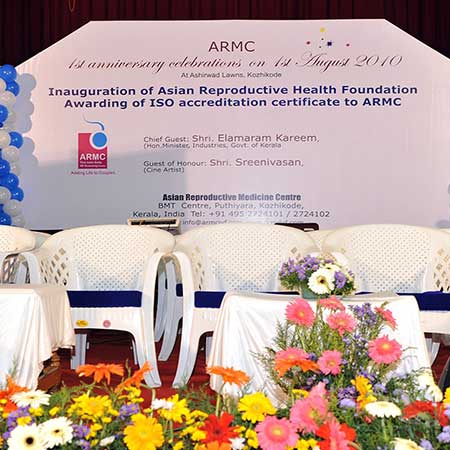 ARMC
1st anniversary celebrations on 1st August 2010
At Ashirwad Lawns, Kozhikode
Inauguration of Asian Reproductive Health Foundation
Awarding of ISO accreditation certificate to ARMC
Chief Guest: Shri. Elamaram Kareem,
(Hon.Minister, Industries, Govt. of Kerala
Guest of Honour: Shri. Sreenivasan,
(Cine Artist)
ARMC
Adding Life to Couples
Asian Reproductive Medicine Centre
BMT Centre, Puthiyara, Kozhikode,
Kerala, India Tel: +91 495 2724101 / 2724102